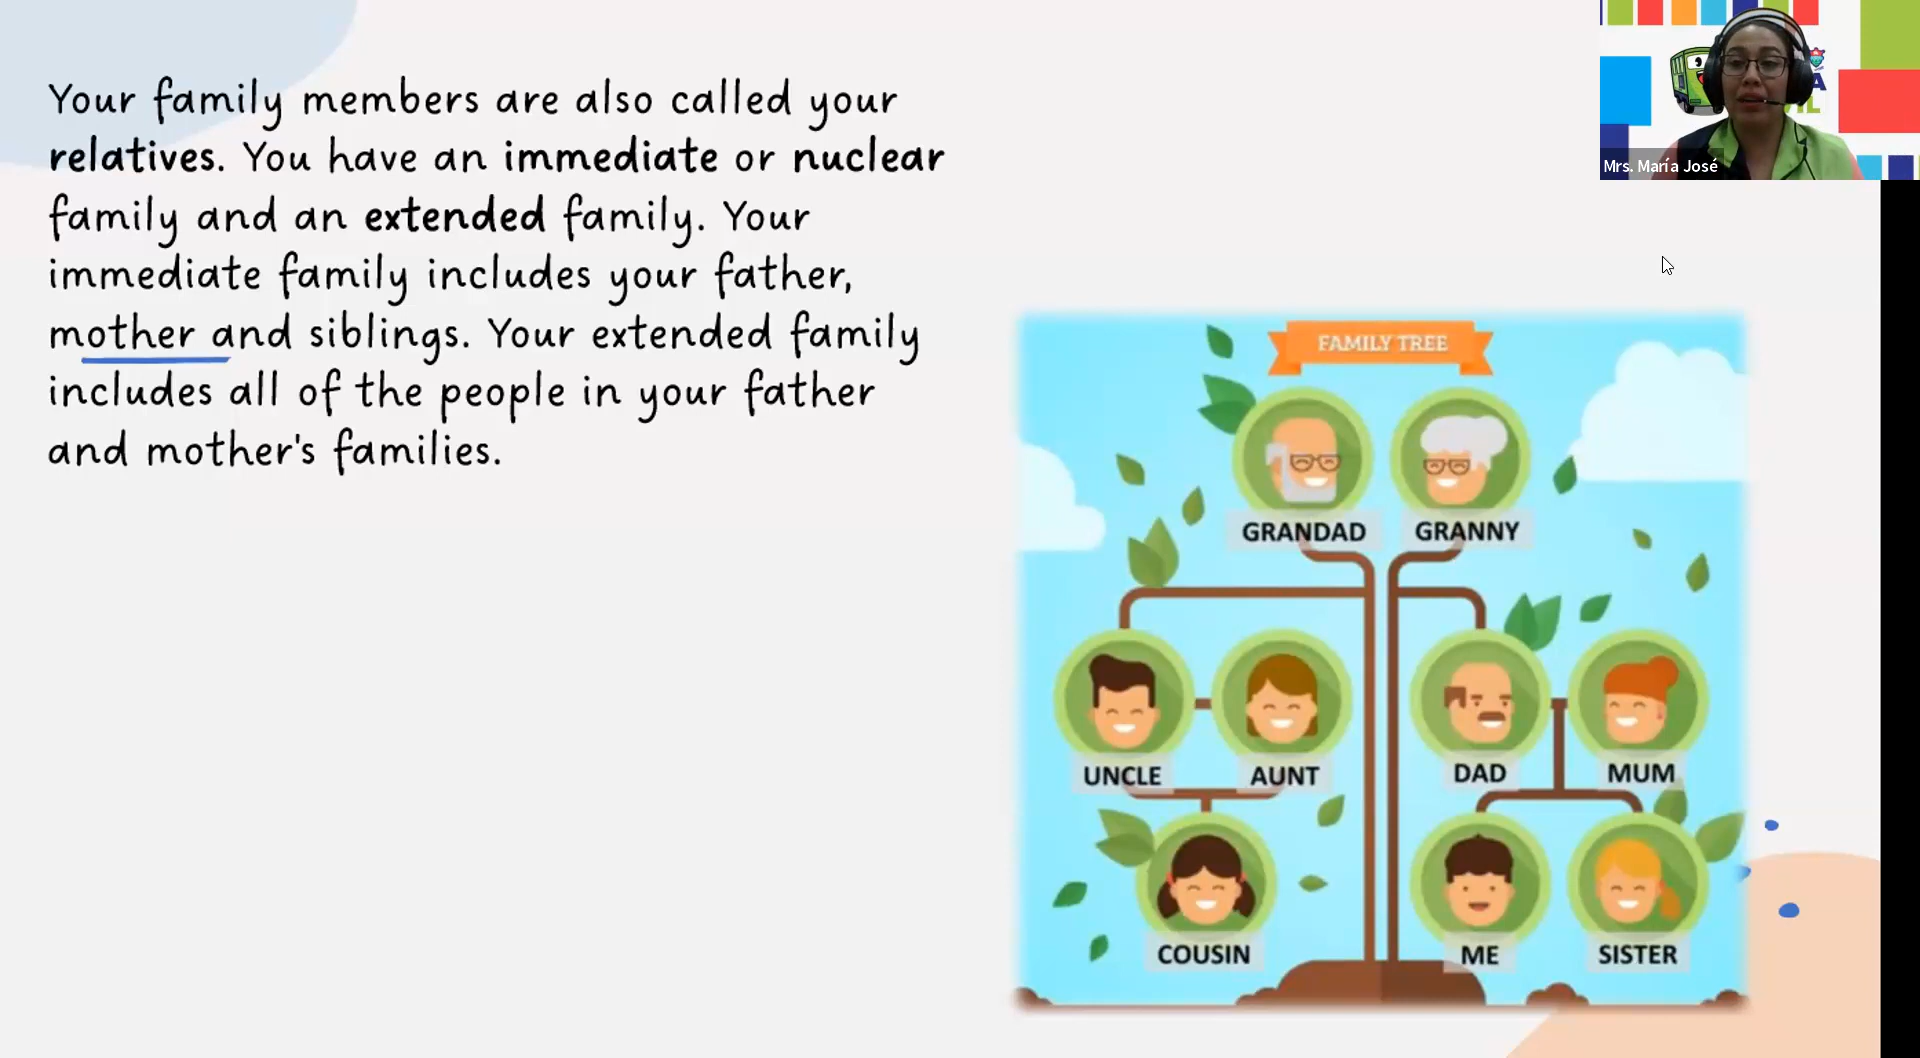 Your family members are also called your
relatives. You have an immediate or nuclear
family and an extended family. Your
immediate family includes your father,
mother and siblings. Your extended family
includes all of the people in your father
and mother's families.
Mrs. María José
FAMILY TREE
GRANDAD GRANNY
UNCLE AUNT DAD MUM
COUSIN ME SISTER